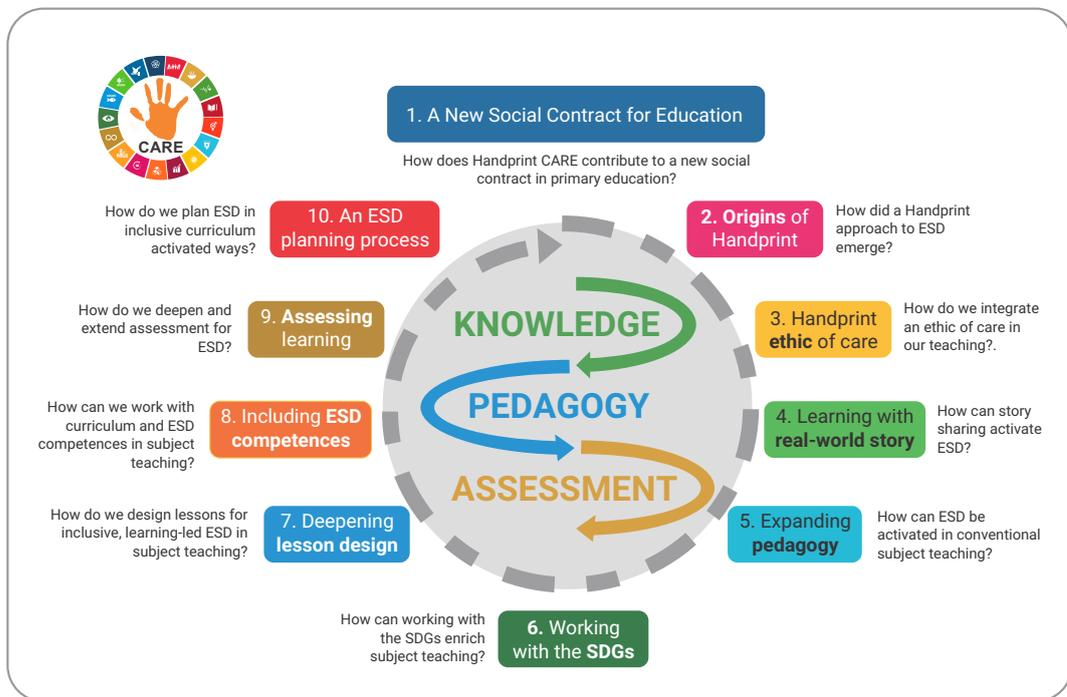 CARE
1. A New Social Contract for Education
How does Handprint CARE contribute to a new social
contract in primary education?
2. Origins of
Handprint
How did a Handprint
approach to ESD
emerge?
3. Handprint
ethic of care
How do we integrate
an ethic of care in
our teaching?.
4. Learning with
real-world story
How can story
sharing activate
ESD?
5. Expanding
pedagogy
How can ESD be
activated in conventional
subject teaching?
6. Working
with the SDGs
How can working with
the SDGs enrich
subject teaching?
7. Deepening
lesson design
How do we design lessons for
inclusive, learning-led ESD in
subject teaching?
8. Including ESD
competences
How can we work with
curriculum and ESD
competences in subject
teaching?
9. Assessing
learning
How do we deepen and
extend assessment for
ESD?
10. An ESD
planning process
How do we plan ESD in
inclusive curriculum
activated ways?
KNOWLEDGE
PEDAGOGY
ASSESSMENT